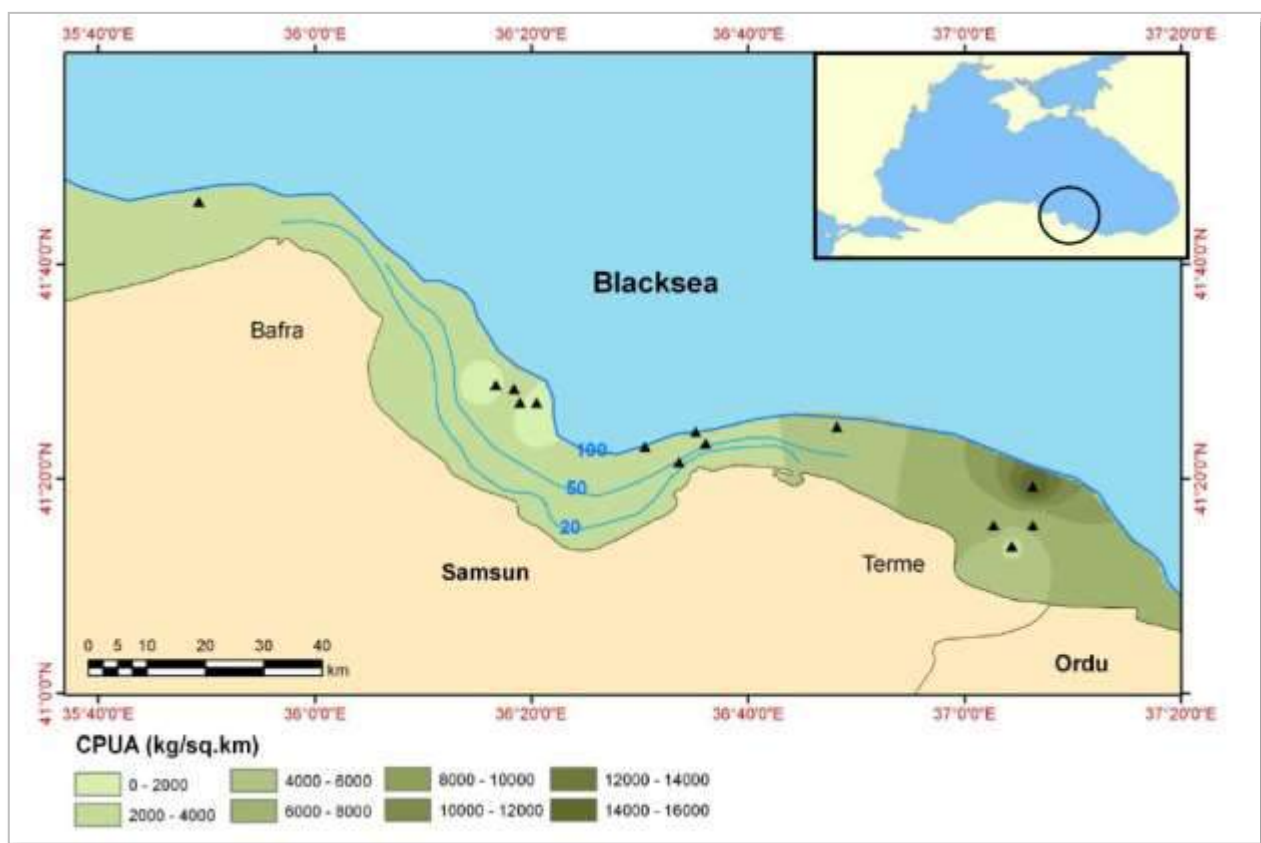 35°40'0"E 36°0'0"E 36°20'0"E 36°40'0"E 37°0'0"E 37°20'0"E
41°40'0"N 41°40'0"N
Blacksea
Bafra
100
50
41°20'0"N 41°20'0"N
20
Terme
Samsun
0 5 10 20 30 40
km
Ordu
41°0'0"N 41°0'0"N
35°40'0"E 36°0'0"E 36°20'0"E 36°40'0"E 37°0'0"E 37°20'0"E
CPUA (kg/sq.km)
0 - 2000 4000 - 6000 8000 - 10000 12000 - 14000
2000 - 4000 6000 - 8000 10000 - 12000 14000 - 16000